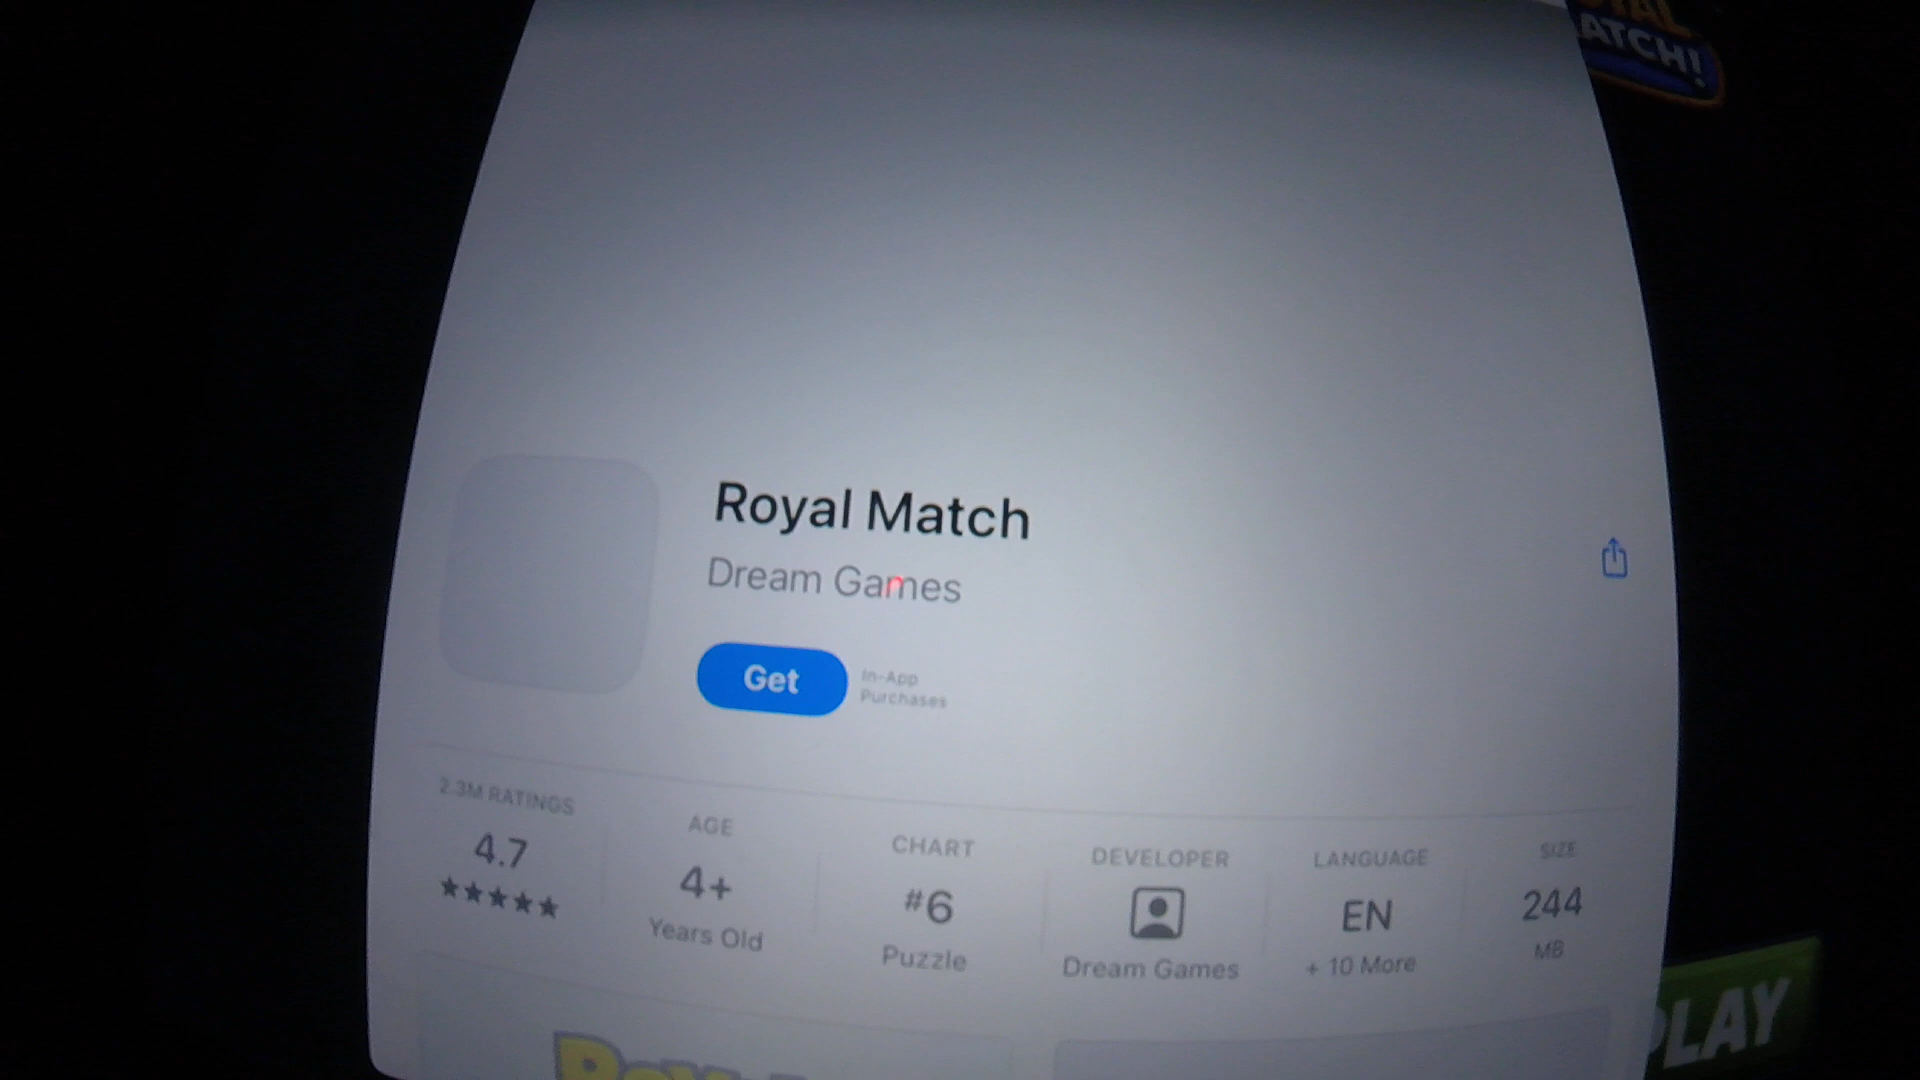 ATCH!
Royal Match
Dream Games
Get
In-App
Purchases
2.3M RATINGS
4.7
★★★★★
AGE
4+
Years Old
CHART
#6
Puzzle
DEVELOPER
Dream Games
LANGUAGE
EN
+ 10 More
SIZE
244
MB
PLAY